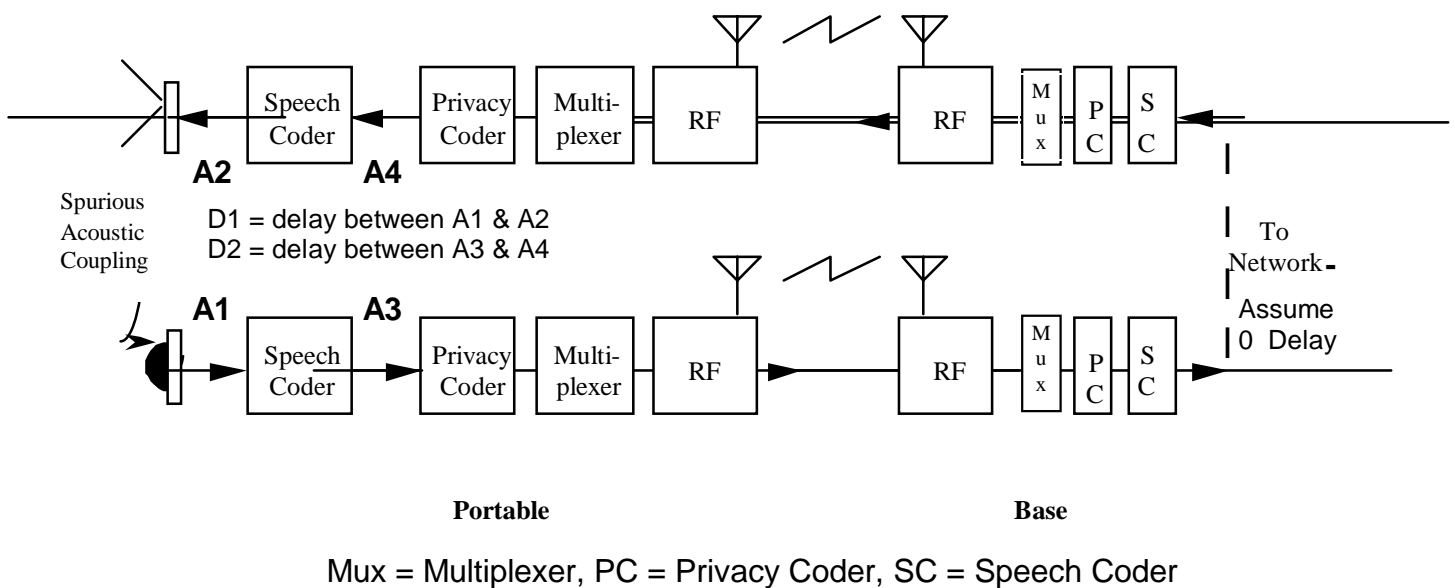 Speech
Coder
Privacy
Coder
Multi-
plexer
RF
RF
M
u
x
P
C
S
C
A2
A4
Spurious
Acoustic
Coupling
D1 = delay between A1 & A2
D2 = delay between A3 & A4
To
Network-
Assume
0 Delay
A1
A3
Speech
Coder
Privacy
Coder
Multi-
plexer
RF
RF
M
u
x
P
C
S
C
Portable
Base
Mux = Multiplexer, PC = Privacy Coder, SC = Speech Coder